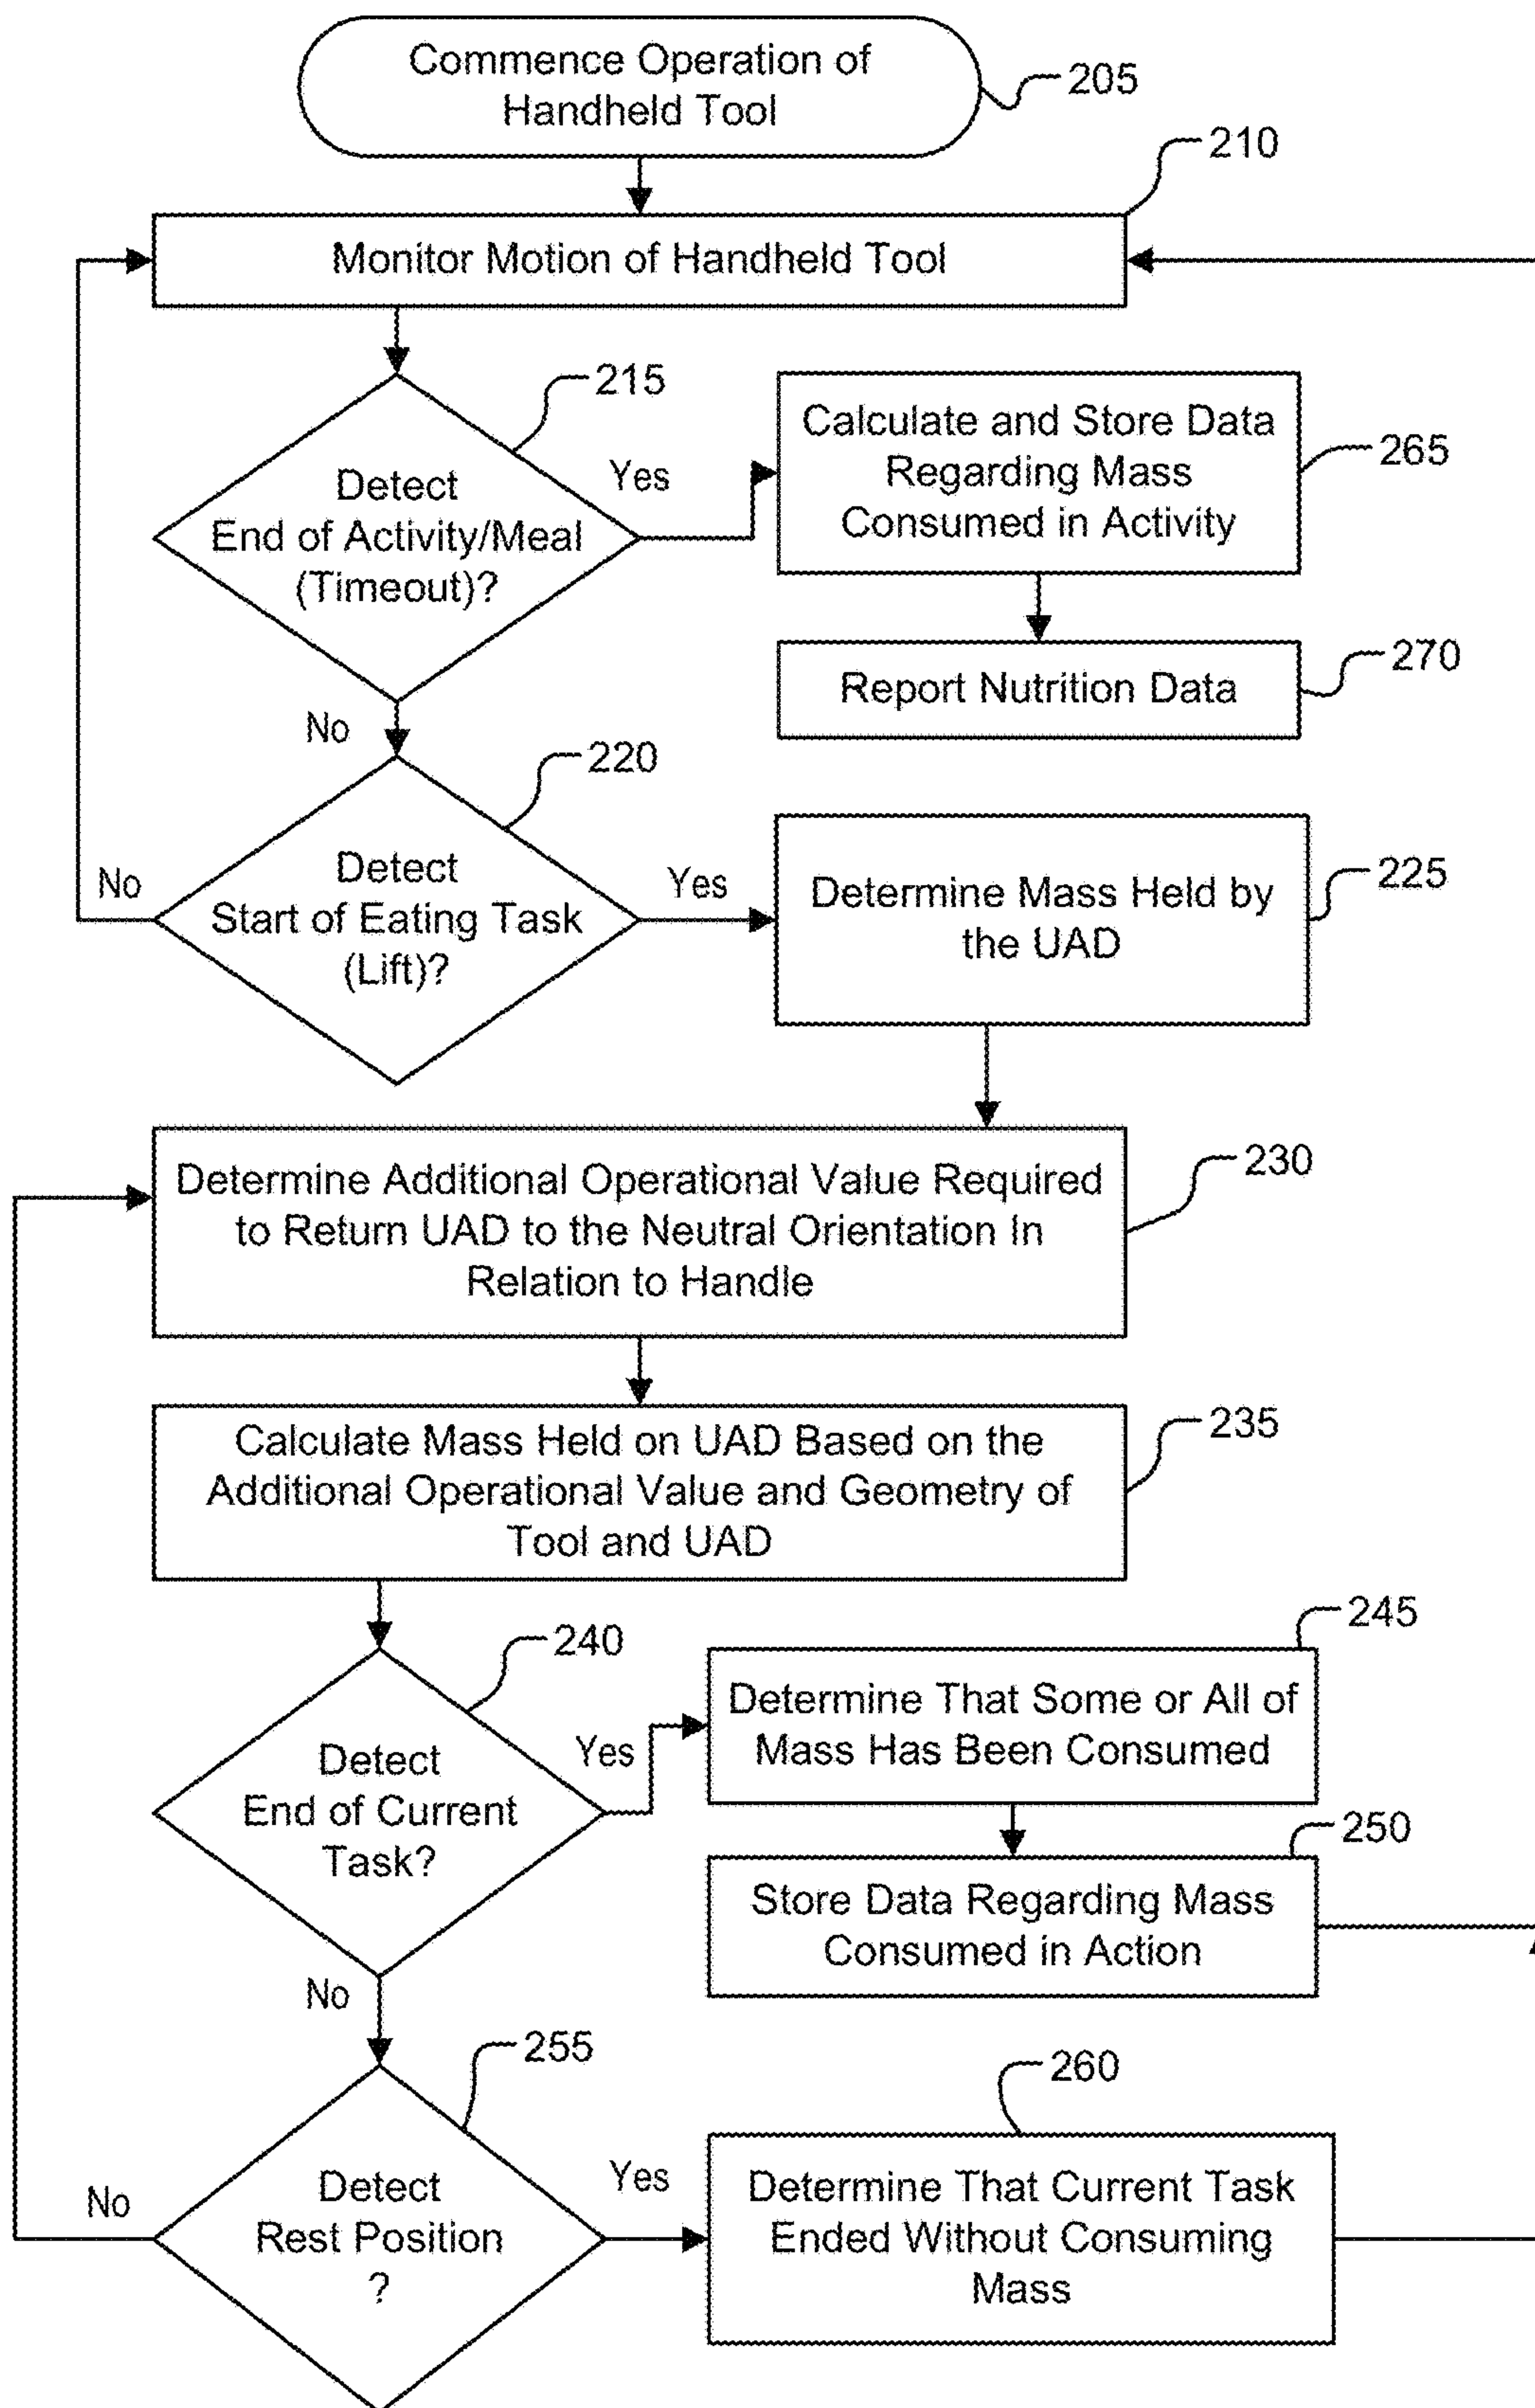 Commence Operation of
Handheld Tool
205
210
Monitor Motion of Handheld Tool
215
Detect
End of Activity/Meal
(Timeout)?
Yes
Calculate and Store Data
Regarding Mass
Consumed in Activity
265
Report Nutrition Data
270
No
220
Detect
Start of Eating Task
(Lift)?
No
Yes
Determine Mass Held by
the UAD
225
Determine Additional Operational Value Required
to Return UAD to the Neutral Orientation In
Relation to Handle
230
Calculate Mass Held on UAD Based on the
Additional Operational Value and Geometry of
Tool and UAD
235
240
Detect
End of Current
Task?
Yes
245
Determine That Some or All of
Mass Has Been Consumed
250
Store Data Regarding Mass
Consumed in Action
No
255
Detect
Rest Position
?
No
Yes
260
Determine That Current Task
Ended Without Consuming
Mass